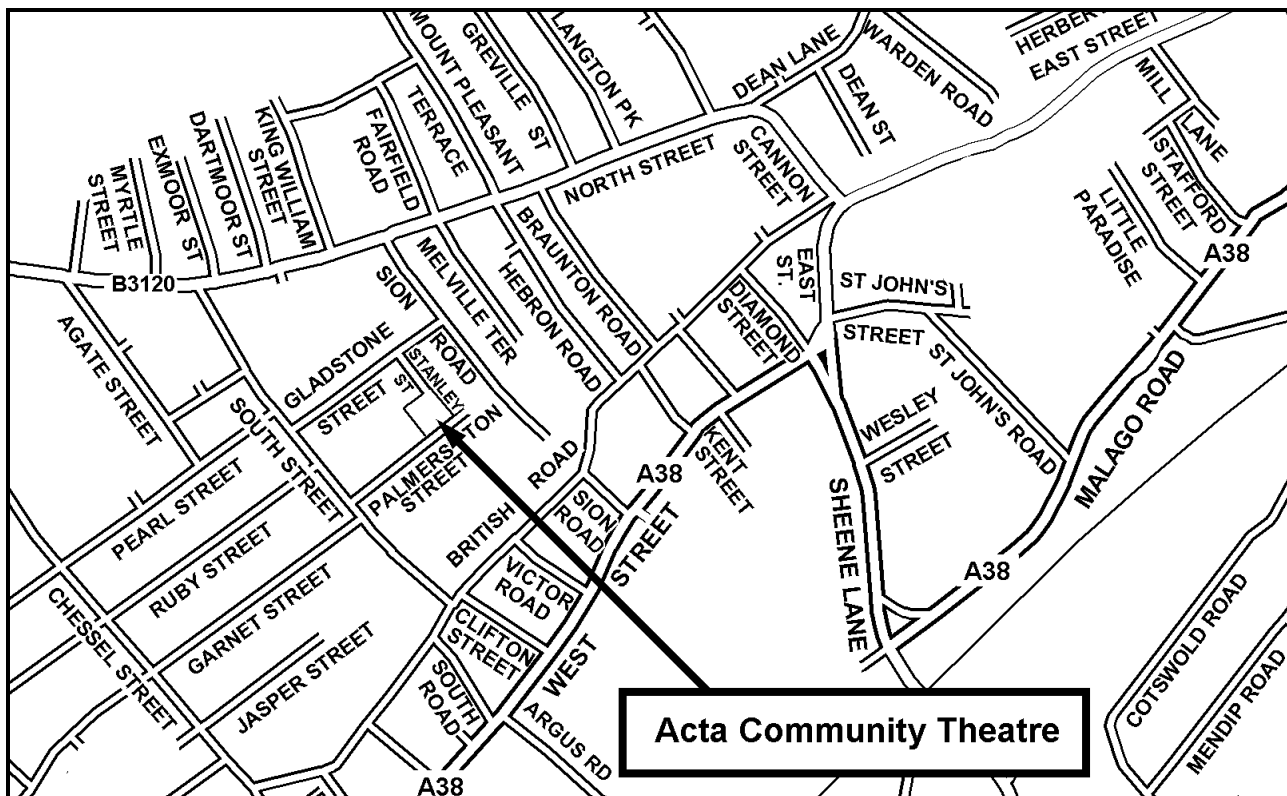 MOUNT PLEASANT
TERRACE
GREVILLE ST
LANGTON PK
DEAN LANE
WARDEN ROAD
DEAN ST
HERBER
EAST STREET
MILL
LANE
STAFFORD
STREET
LITTLE
PARADISE
A38
KING WILLIAM
STREET
FAIRFIELD
ROAD
DARTMOOR ST
EXMOOR ST
MYRTLE
STREET
NORTH STREET
CANNON
STREET
B3120
SION
ROAD
MELVILLE TER
HEBRON ROAD
BRAUNTON ROAD
DIAMOND
STREET
EAST
ST.
ST JOHN'S
STREET
ST JOHN'S ROAD
AGATE STREET
GLADSTONE
STREET
STANLEY
ST
SOUTH STREET
PALMERSTON
STREET
PEARL STREET
RUBY STREET
GARNET STREET
JASPER STREET
CHESSEL STREET
BRITISH
ROAD
SION
ROAD
A38
KENT
STREET
WESLEY
STREET
SHEENE LANE
MALAGO ROAD
A38
VICTOR
ROAD
CLIFTON
STREET
SOUTH
ROAD
WEST
STREET
ARGUS RD
A38
COTSWOLD ROAD
MENDIP ROAD
Acta Community Theatre